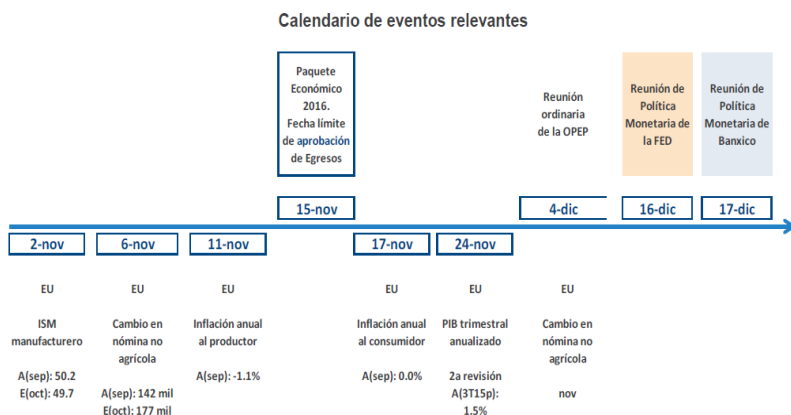 Calendario de eventos relevantes
Paquete
Económico
2016.
Fecha límite
de aprobación
de Egresos
Reunión
ordinaria
de la OPEP
Reunión de
Política
Monetaria de
la FED
Reunión de
Política
Monetaria de
Banxico
15-nov
4-dic
16-dic
17-dic
2-nov
6-nov
11-nov
17-nov
24-nov
EU
ISM
manufacturero
A(sep): 50.2
E(oct): 49.7
EU
Cambio en
nómina no
agrícola
A(sep): 142 mil
E(oct): 177 mil
EU
Inflación anual
al productor
A(sep): -1.1%
EU
Inflación anual
al consumidor
A(sep): 0.0%
EU
PIB trimestral
anualizado
2a revisión
A(3T15p):
1.5%
EU
Cambio en
nómina no
agrícola
nov